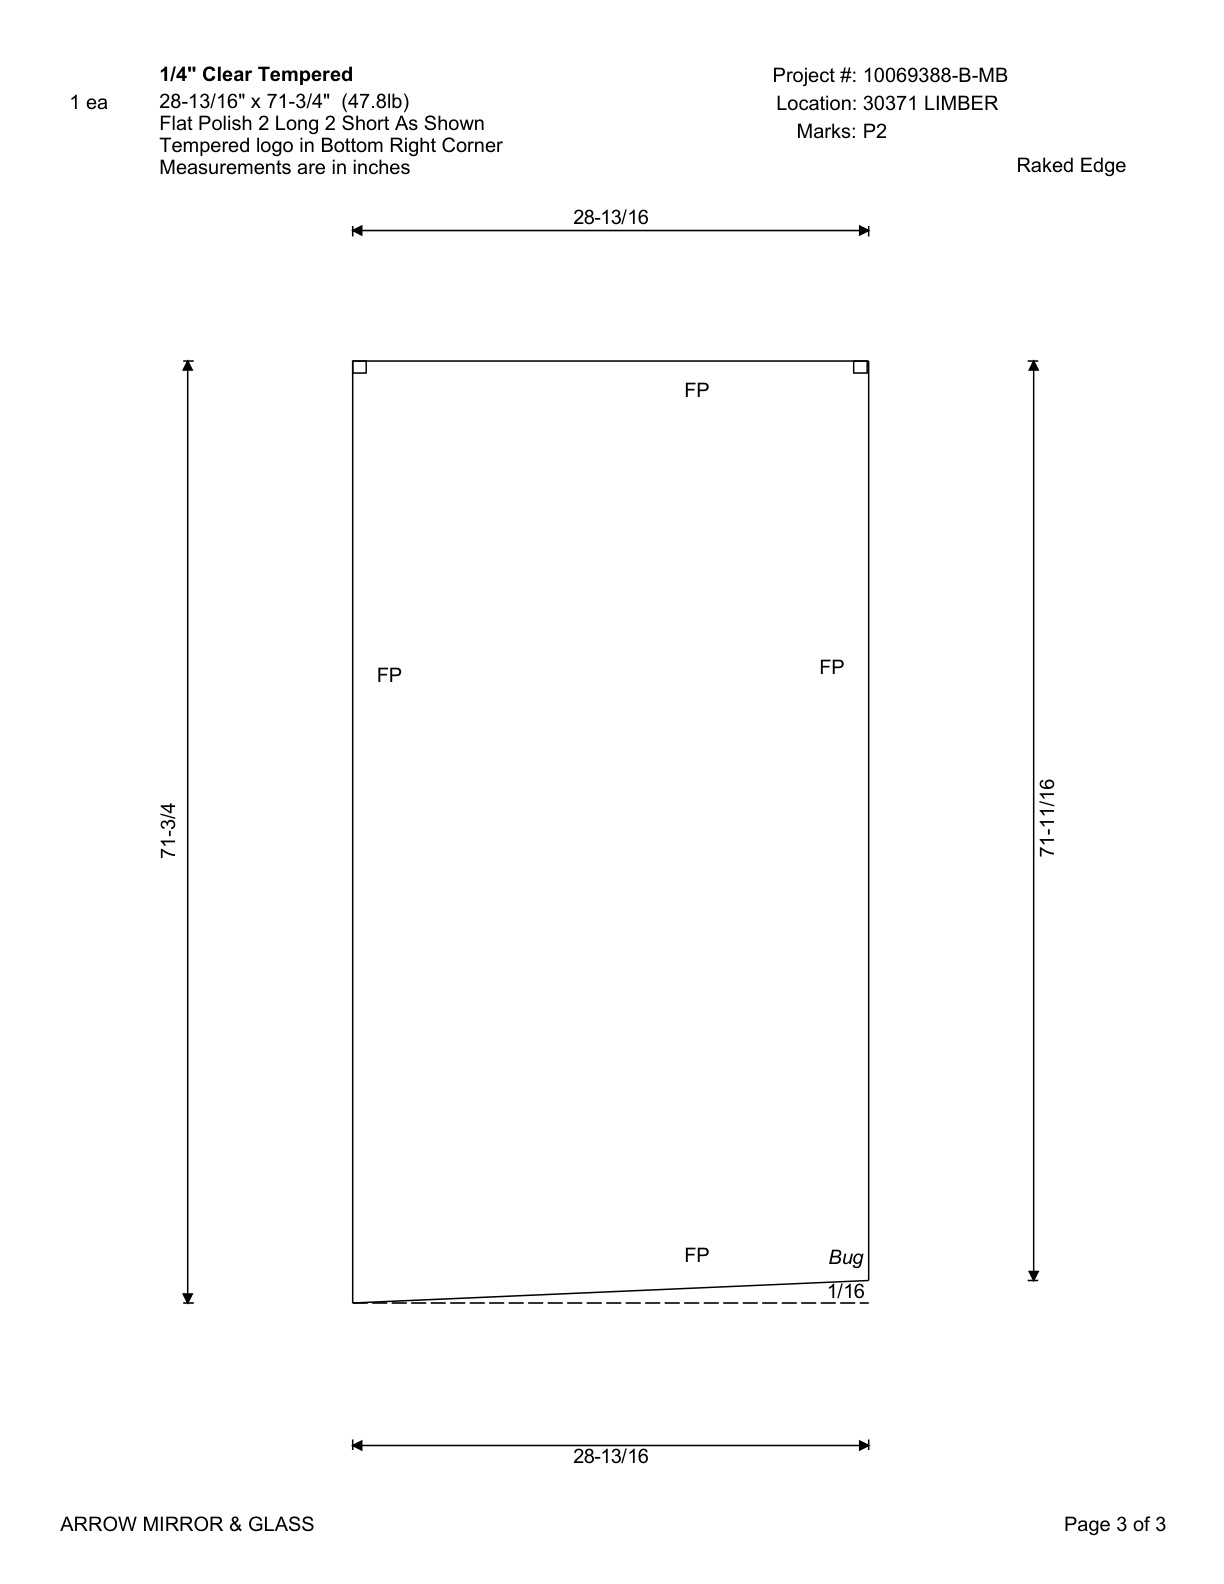 1/4" Clear Tempered
1 ea
28-13/16" x 71-3/4" (47.8lb)
Flat Polish 2 Long 2 Short As Shown
Tempered logo in Bottom Right Corner
Measurements are in inches
Project #: 10069388-B-MB
Location: 30371 LIMBER
Marks: P2
Raked Edge
28-13/16
FP
FP
FP
71-3/4
71-11/16
FP
Bug
1/16
28-13/16
ARROW MIRROR & GLASS
Page 3 of 3